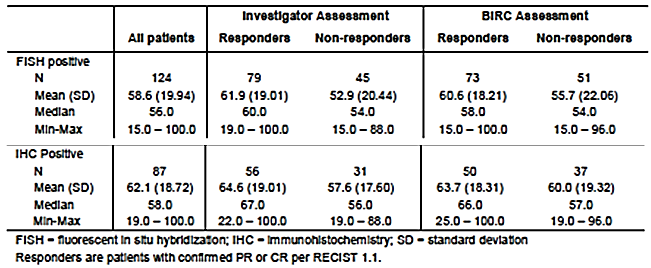 Investigator Assessment BIRC Assessment
All patients Responders Non-responders Responders Non-responders
FISH positive
N 124 79 45 73 51
Mean (SD) 58.6 (19.94) 61.9 (19.01) 52.9 (20.44) 60.6 (18.21) 55.7 (22.06)
Median 56.0 60.0 54.0 58.0 54.0
Min-Max 15.0 – 100.0 19.0 – 100.0 15.0 – 88.0 15.0 – 100.0 15.0 – 96.0
IHC Positive
N 87 56 31 50 37
Mean (SD) 62.1 (18.72) 64.6 (19.01) 57.6 (17.60) 63.7 (18.31) 60.0 (19.32)
Median 58.0 67.0 56.0 66.0 57.0
Min-Max 19.0 – 100.0 22.0 – 100.0 19.0 – 88.0 25.0 – 100.0 19.0 – 96.0
FISH = fluorescent in situ hybridization; IHC = immunohistochemistry; SD = standard deviation
Responders are patients with confirmed PR or CR per RECIST 1.1.